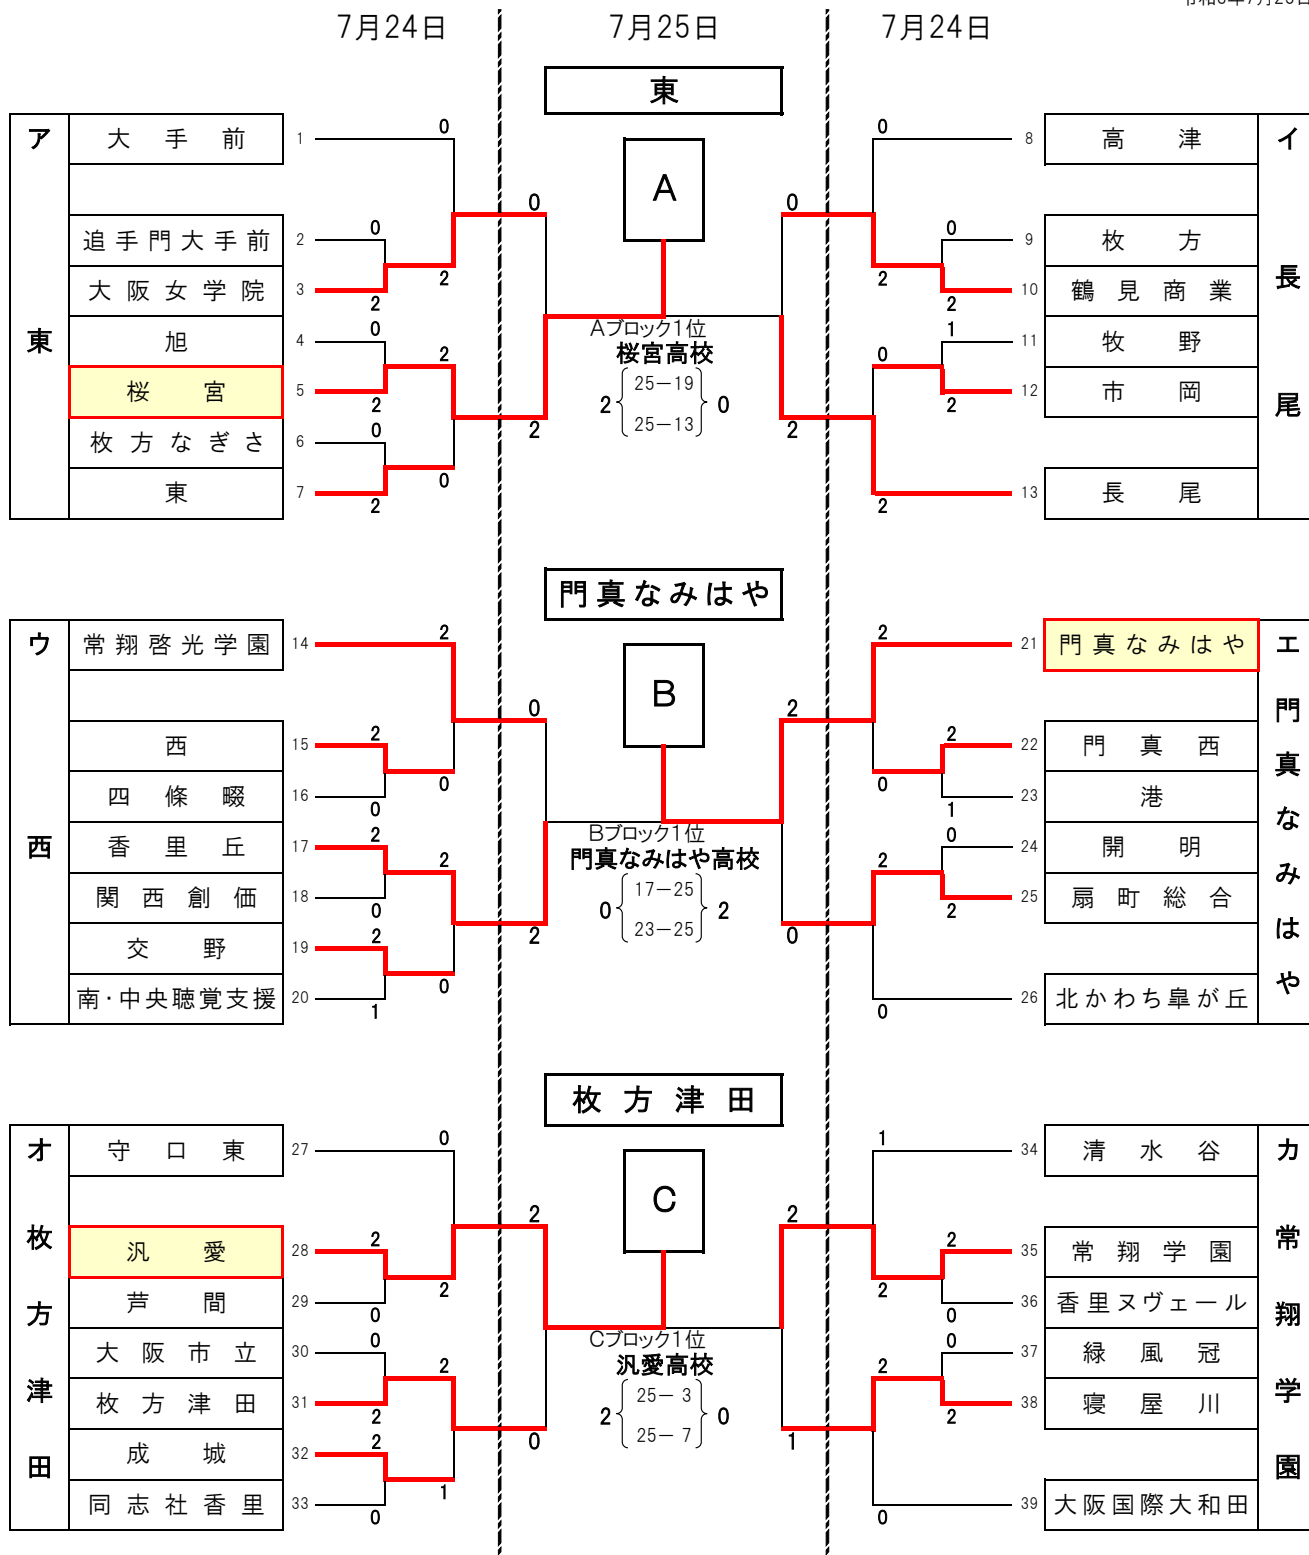 7月24日 7月25日 7月24日
東
ア 東
大手前 1 0
追手門大手前 2 0
大阪女学院 3 2 2
旭 4 0
桜宮 5 2 2
枚方なぎさ 6 0
東 7 2 0
0 2
A
Aブロック1位
桜宮高校
2 25-19 0
25-13
0 2
イ 長尾
0 8 高津
0 9 枚方
2 2 10 鶴見商業
1 11 牧野
0 2 12 市岡
2 13 長尾
門真なみはや
ウ 西
常翔啓光学園 14 2
西 15 2
四條畷 16 0 0
香里丘 17 2
関西創価 18 0 2
交野 19 2
南・中央聴覚支援 20 1 0
0 2
B
Bブロック1位
門真なみはや高校
0 17-25 2
23-25
2 0
エ 門真なみはや
2 21 門真なみはや
2 22 門真西
0 1 23 港
0 24 開明
2 2 25 扇町総合
0 26 北かわち皐が丘
枚方津田
オ 枚方津田
守口東 27 0
汎愛 28 2
芦間 29 0 2
大阪市立 30 0
枚方津田 31 2 2
成城 32 2
同志社香里 33 0 1
2 0
C
Cブロック1位
汎愛高校
2 25- 3 0
25- 7
2 1
カ 常翔学園
1 34 清水谷
2 35 常翔学園
2 0 36 香里ヌヴェール
0 37 緑風冠
2 2 38 寝屋川
0 39 大阪国際大和田